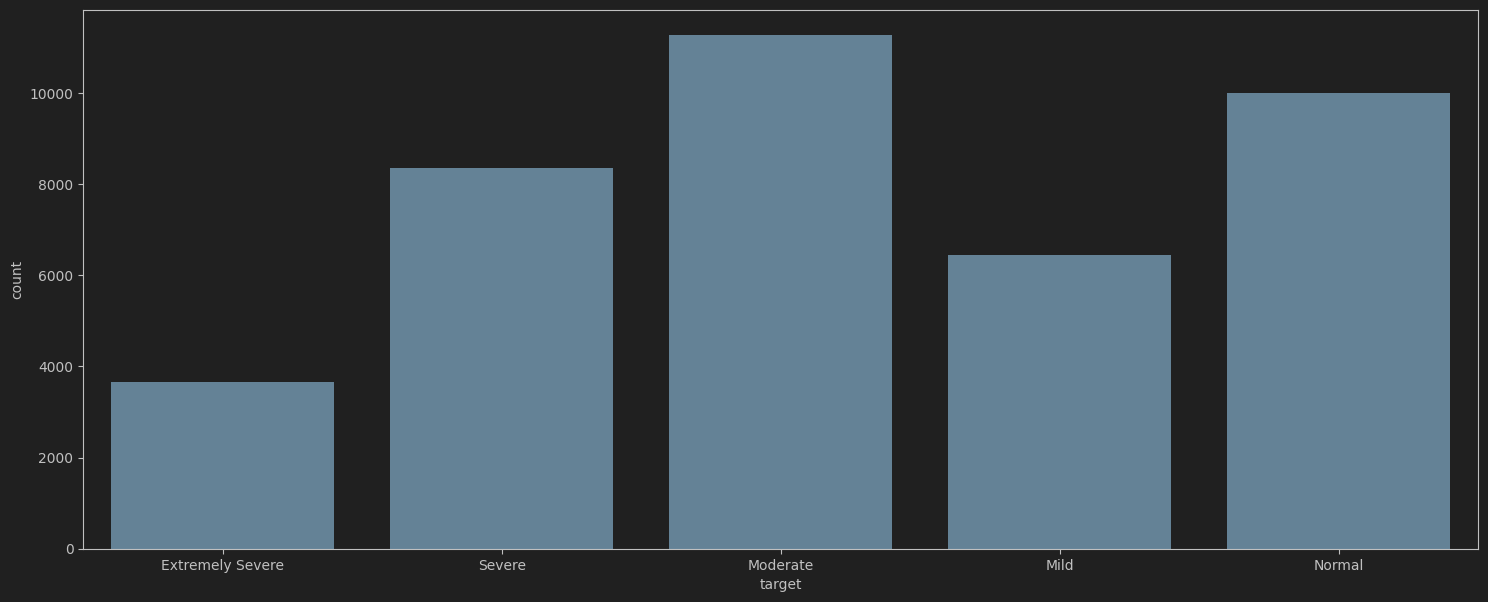 10000
8000
6000
4000
2000
0
count
Extremely Severe
Severe
Moderate
Mild
Normal
target